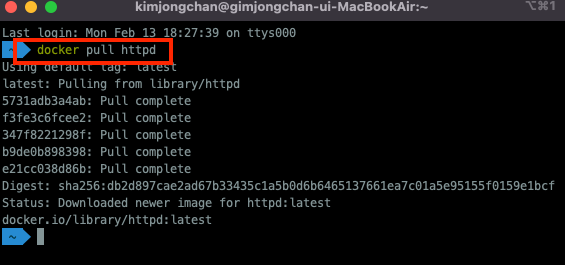 kimjongchan@gimjongchan-ui-MacBookAir:~
⌥⌘1
Last login: Mon Feb 13 18:27:39 on ttys000
~ docker pull httpd
Using default tag: latest
latest: Pulling from library/httpd
5731adb3a4ab: Pull complete
f3fe3c6fcee2: Pull complete
347f8221298f: Pull complete
b9de0b898398: Pull complete
e21cc038d86b: Pull complete
Digest: sha256:db2d897cae2ad67b33435c1a5b0d6b6465137661ea7c01a5e95155f0159e1bcf
Status: Downloaded newer image for httpd:latest
docker.io/library/httpd:latest
~